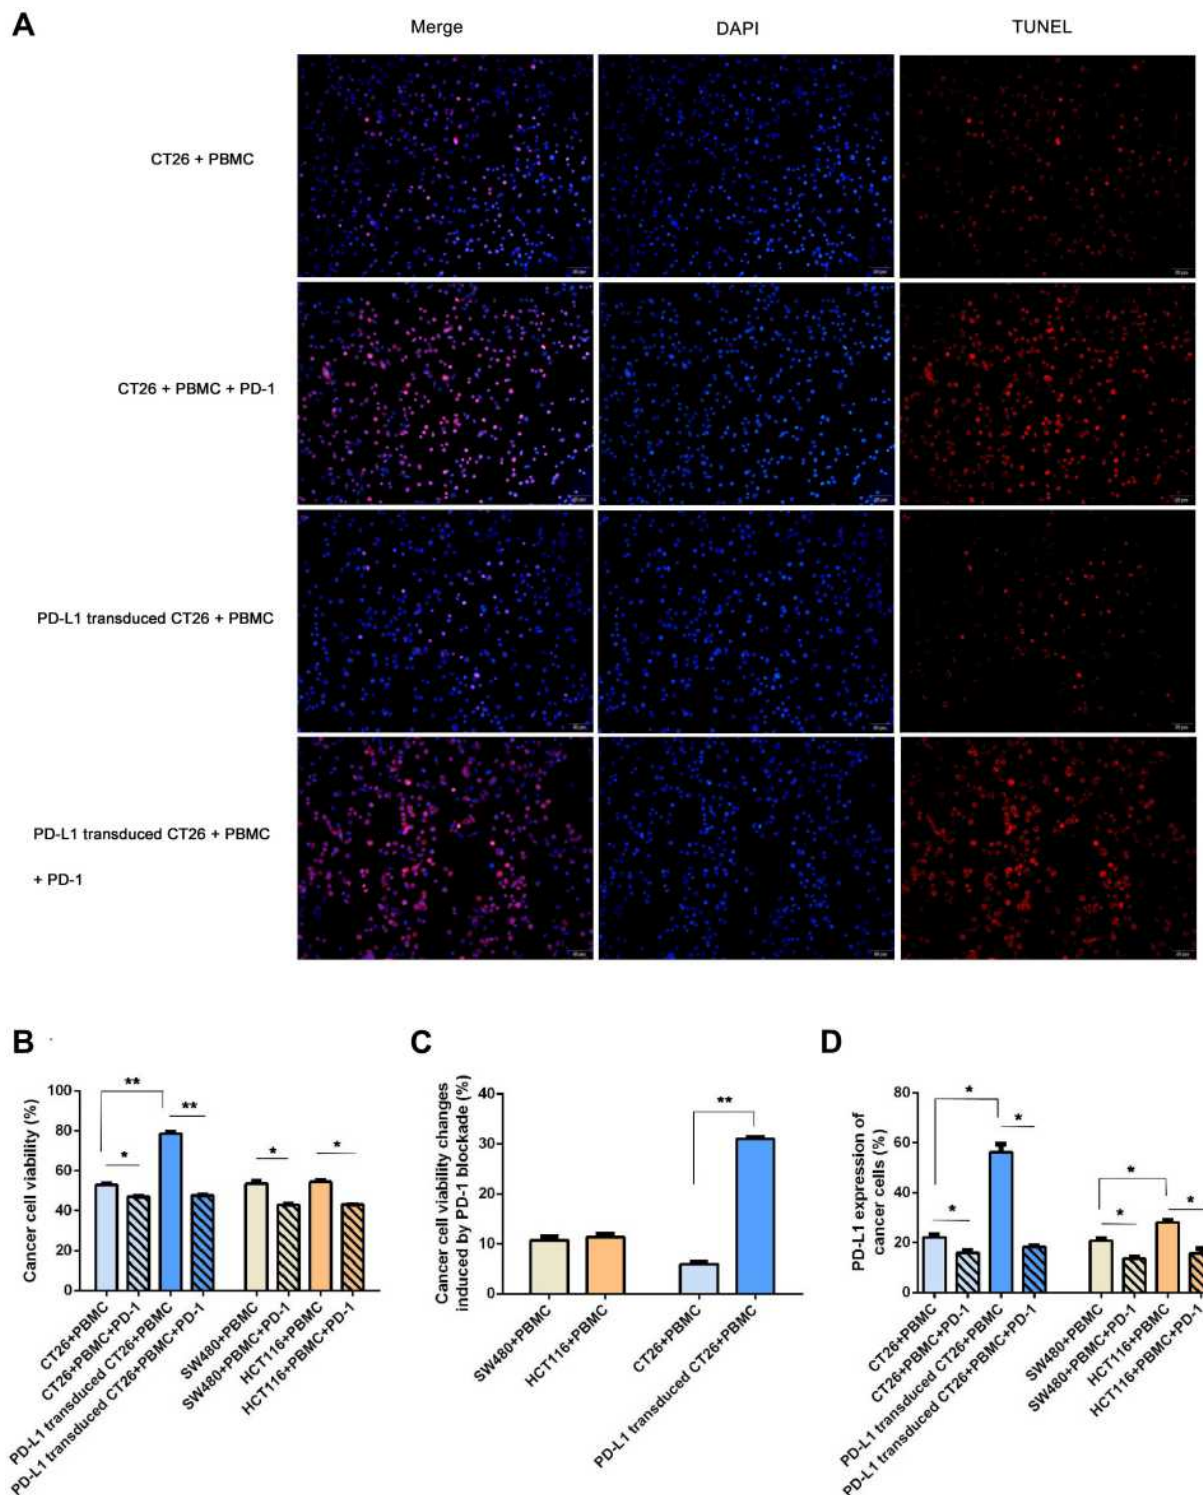 A
Merge
DAPI
TUNEL
CT26 + PBMC
CT26 + PBMC + PD-1
PD-L1 transduced CT26 + PBMC
PD-L1 transduced CT26 + PBMC
+ PD-1
B
Cancer cell viability (%)
100
80
60
40
20
0
**
**
*
*
*
CT26+PBMC
CT26+PBMC+PD-1
PD-L1 transduced CT26+PBMC
PD-L1 transduced CT26+PBMC+PD-1
SW480+PBMC
SW480+PBMC+PD-1
HCT116+PBMC
HCT116+PBMC+PD-1
C
Cancer cell viability changes
induced by PD-1 blockade (%)
40
30
20
10
0
**
SW480+PBMC
HCT116+PBMC
CT26+PBMC
PD-L1 transduced CT26+PBMC
D
PD-L1 expression of
cancer cells (%)
80
60
40
20
0
*
*
*
*
*
*
CT26+PBMC
CT26+PBMC+PD-1
PD-L1 transduced CT26+PBMC
PD-L1 transduced CT26+PBMC+PD-1
SW480+PBMC
SW480+PBMC+PD-1
HCT116+PBMC
HCT116+PBMC+PD-1